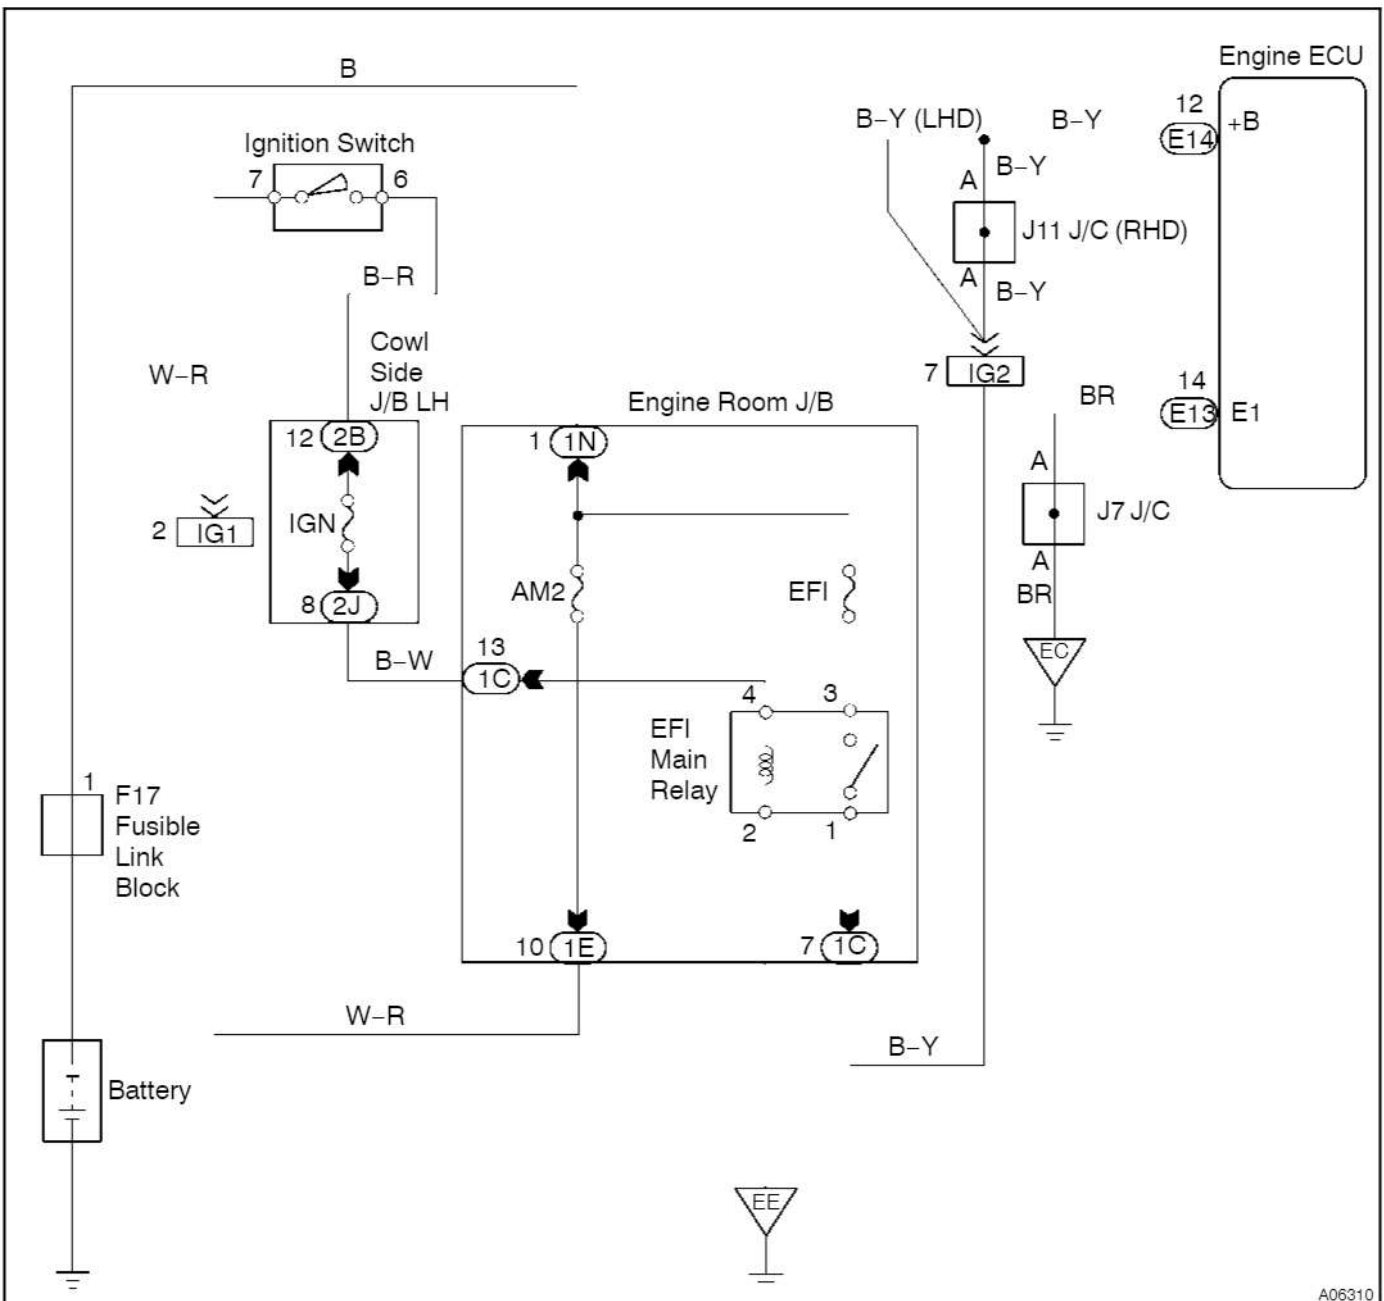 Engine ECU
B
12
E14
+B
B–Y (LHD)
B–Y
B–Y
A
Ignition Switch
7
6
J11 J/C (RHD)
A
B–Y
B–R
Cowl
Side
J/B LH
W–R
7
IG2
BR
14
E13
E1
Engine Room J/B
12
2B
1
1N
A
J7 J/C
A
BR
2
IG1
IGN
8
2J
AM2
EFI
EC
13
1C
B–W
4
3
EFI
Main
Relay
2
1
1
F17
Fusible
Link
Block
10
1E
7
1C
W–R
B–Y
Battery
EE
A06310